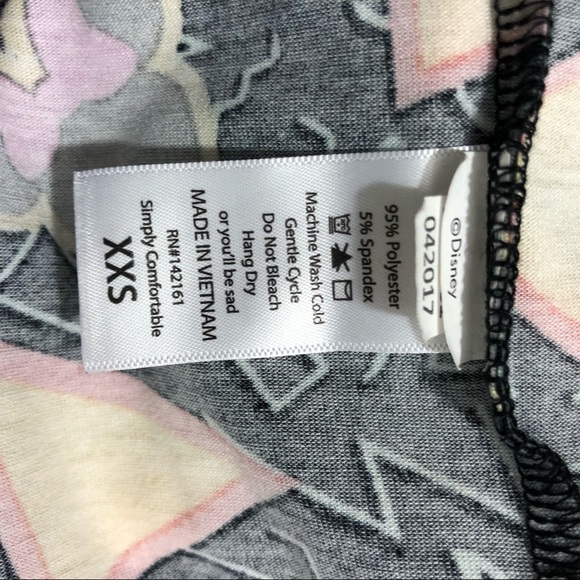 ©Disney
042017
95% Polyester
5% Spandex
Machine Wash Cold
Gentle Cycle
Do Not Bleach
Hang Dry
or you'll be sad
MADE IN VIETNAM
RN#142161
Simply Comfortable
XXS